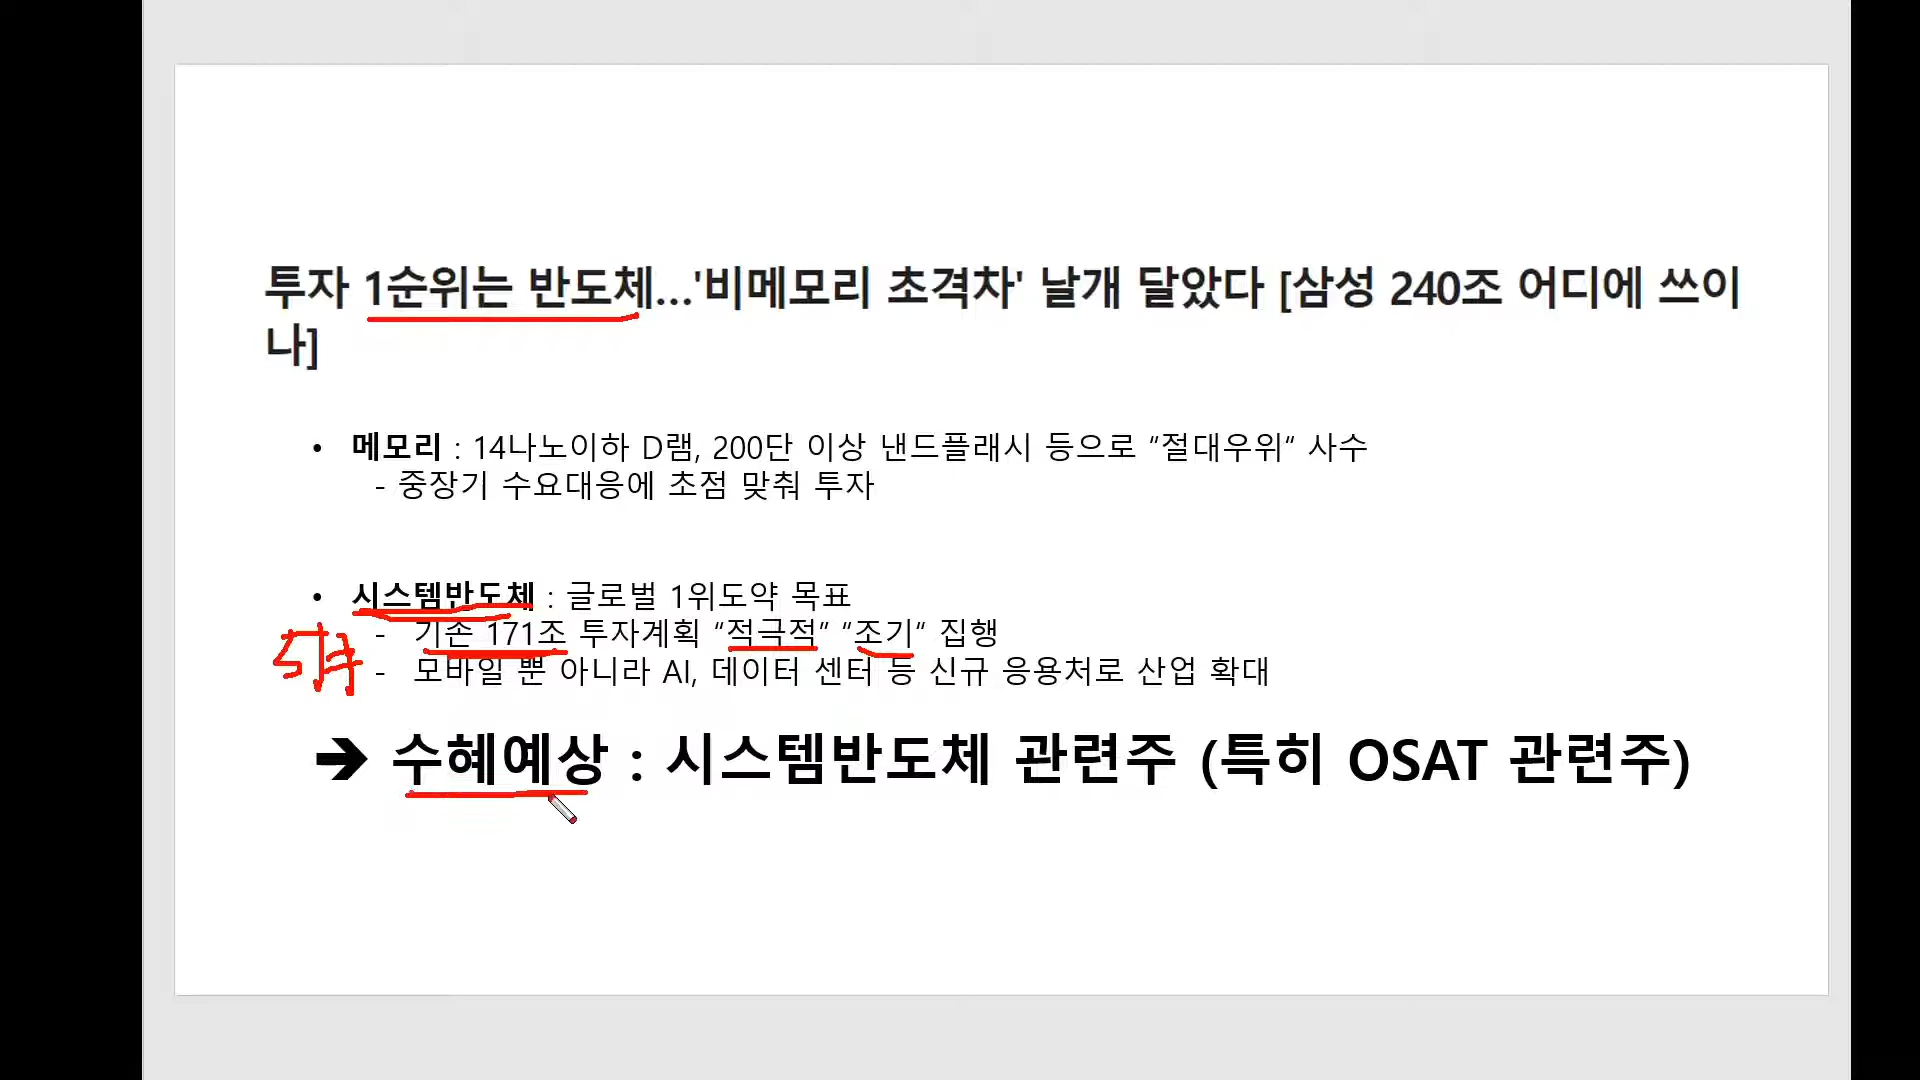 투자 1순위는 반도체...'비메모리 초격차' 날개 달았다 [삼성 240조 어디에 쓰이
나]
• 메모리 : 14나노이하 D램, 200단 이상 낸드플래시 등으로 “절대우위“ 사수
- 중장기 수요대응에 초점 맞춰 투자
• 시스템반도체 : 글로벌 1위도약 목표
- 기존 171조 투자계획 “적극적” “조기“ 집행
- 모바일 뿐 아니라 AI, 데이터 센터 등 신규 응용처로 산업 확대
➔ 수혜예상 : 시스템반도체 관련주 (특히 OSAT 관련주)